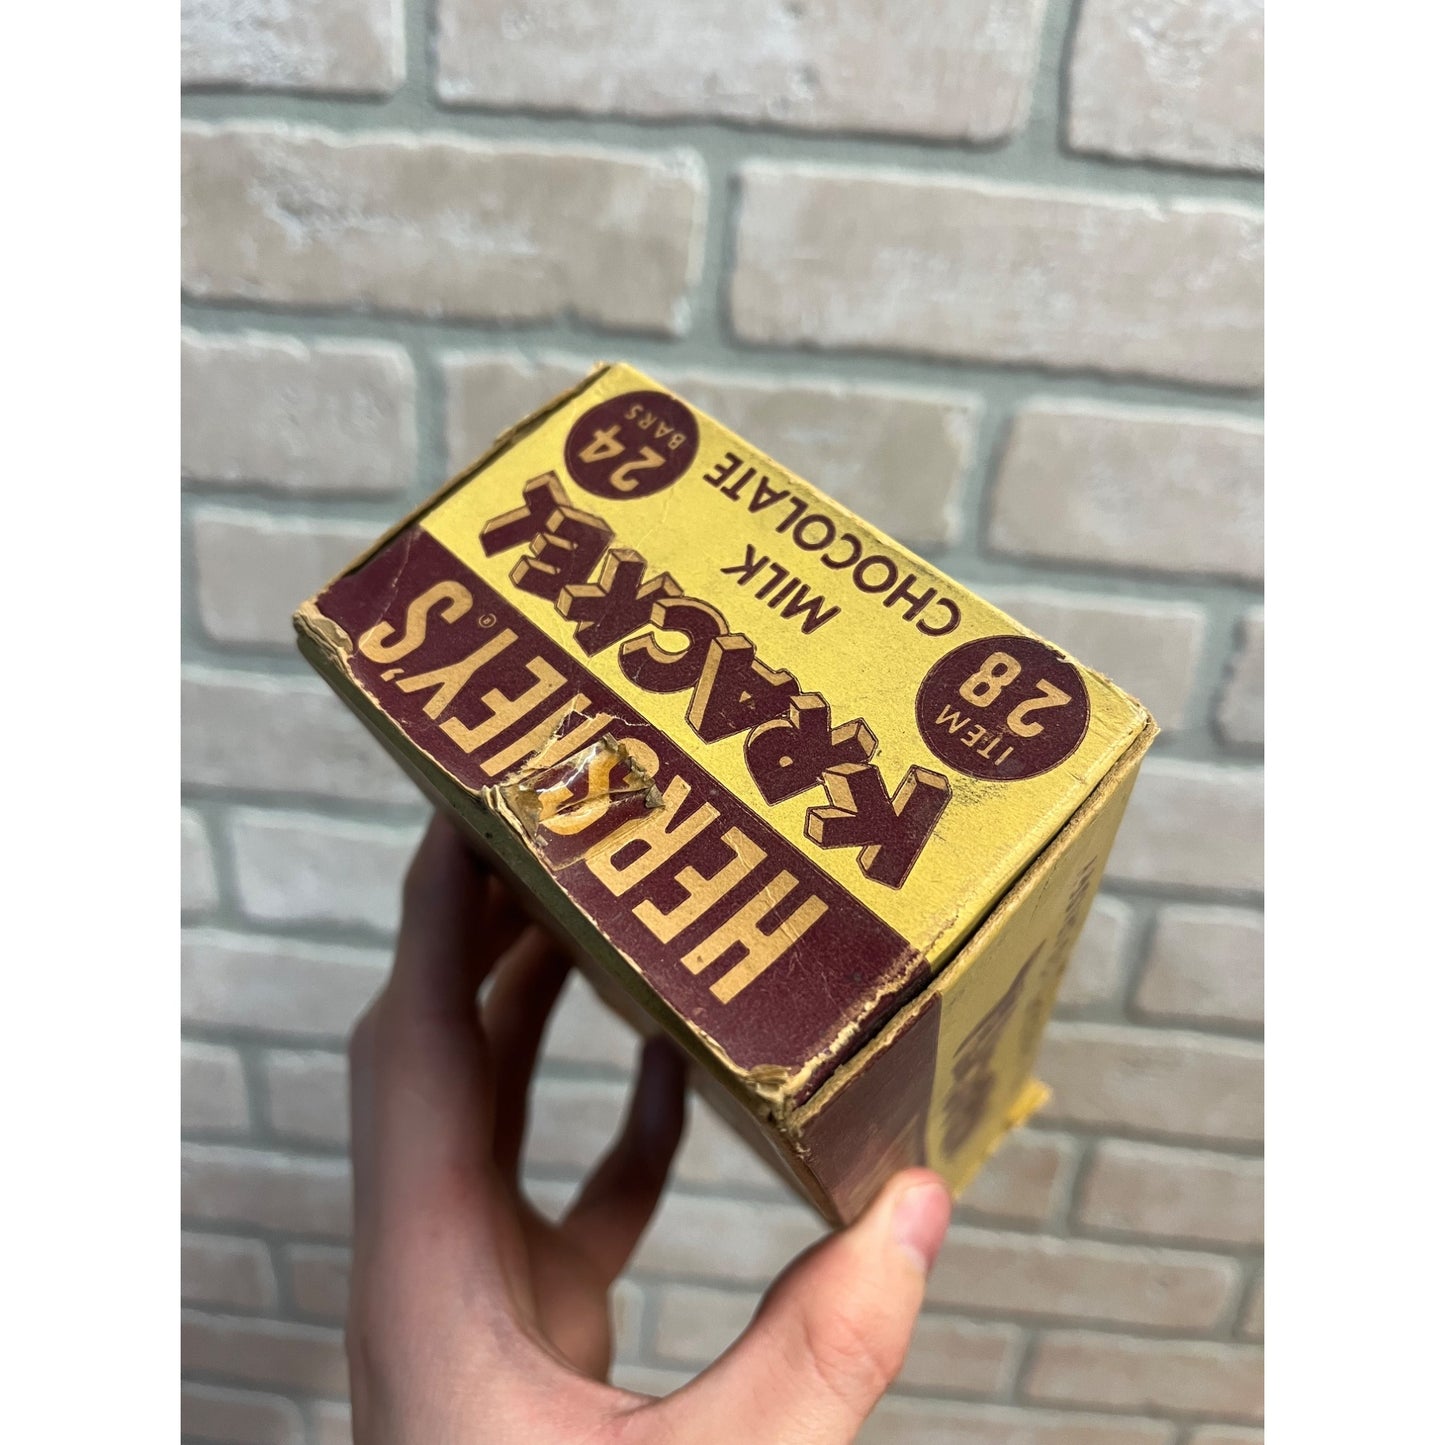 HERSHEY'S®
KRACKEL
MILK
CHOCOLATE
ITEM
28
24
BARS